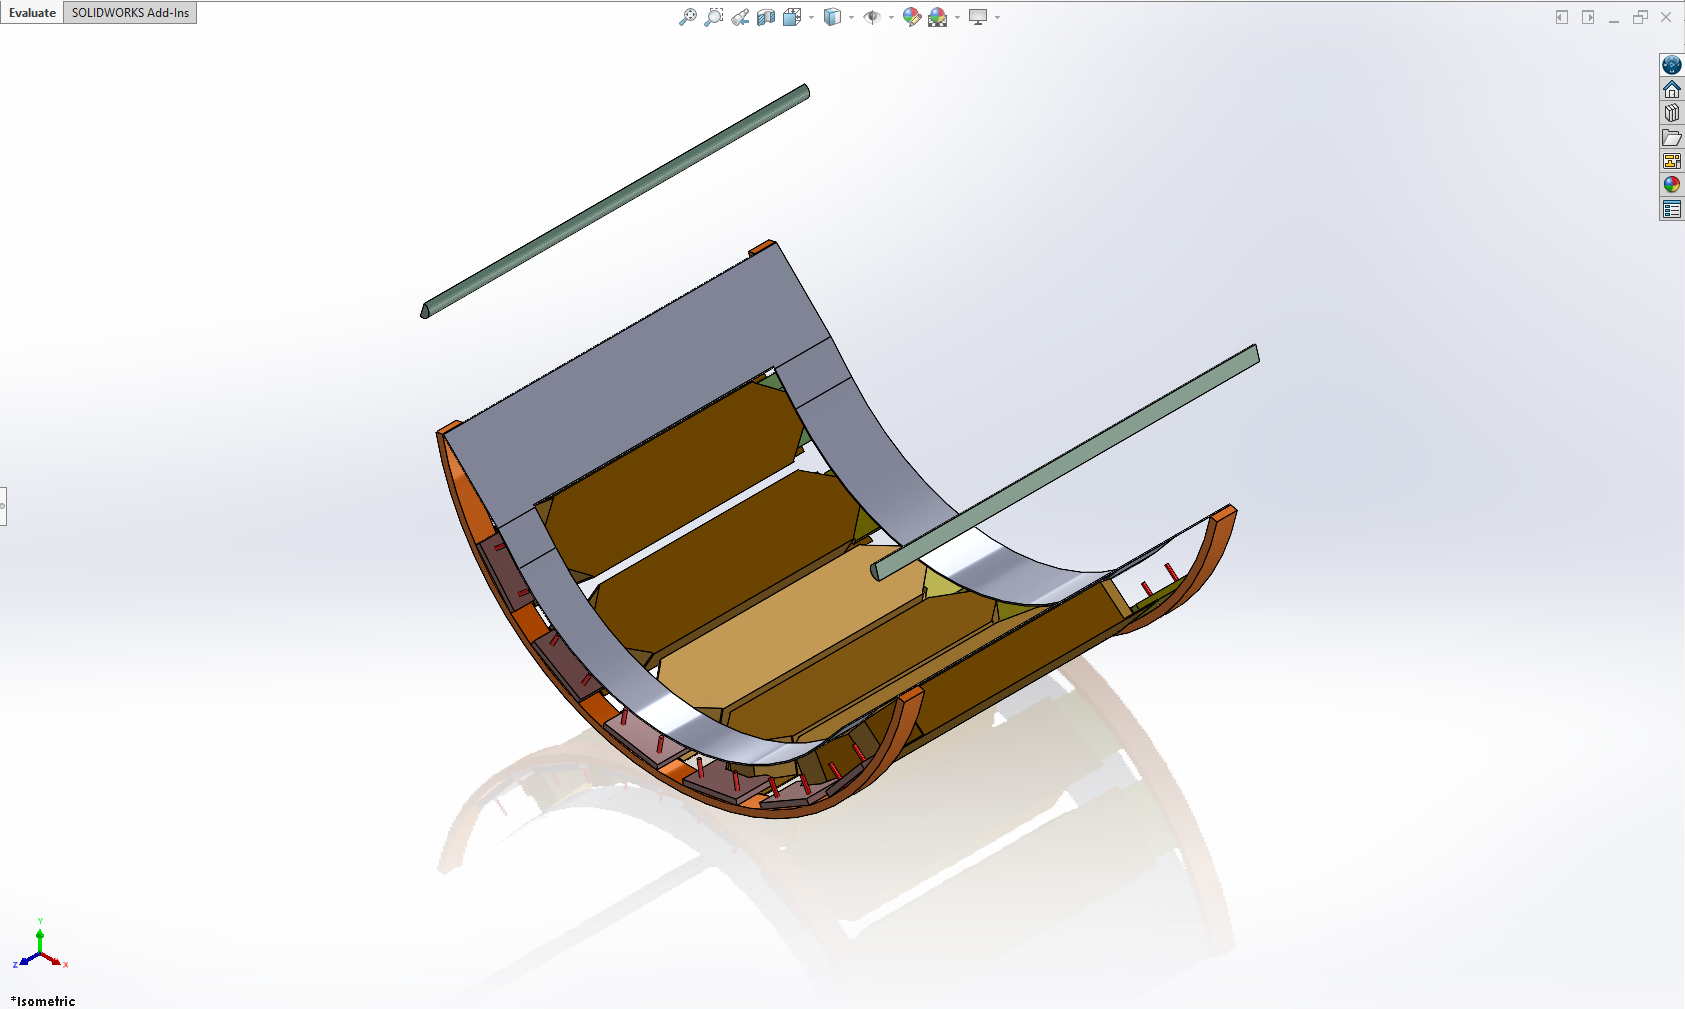 Evaluate
SOLIDWORKS Add-Ins
Y
Z
X
*Isometric